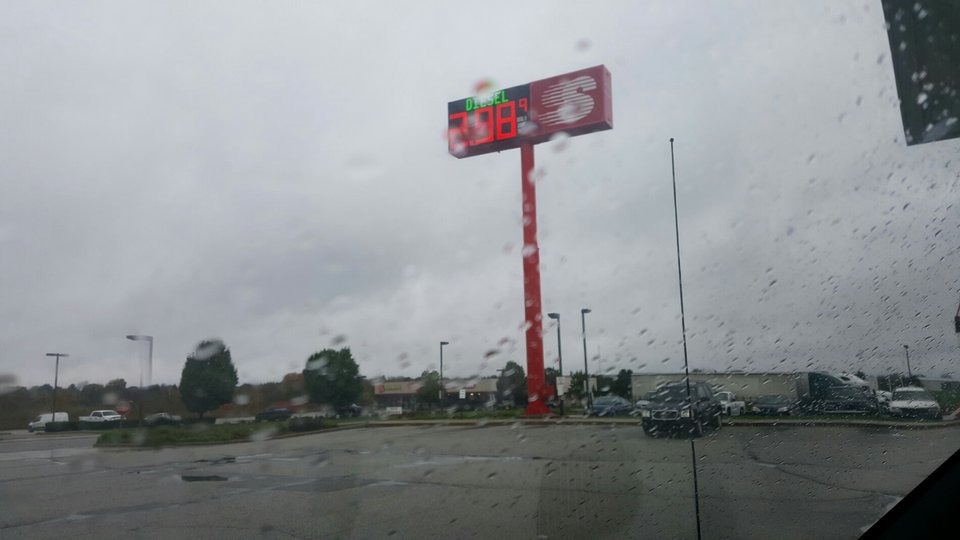 DIESEL
2.98 9
S